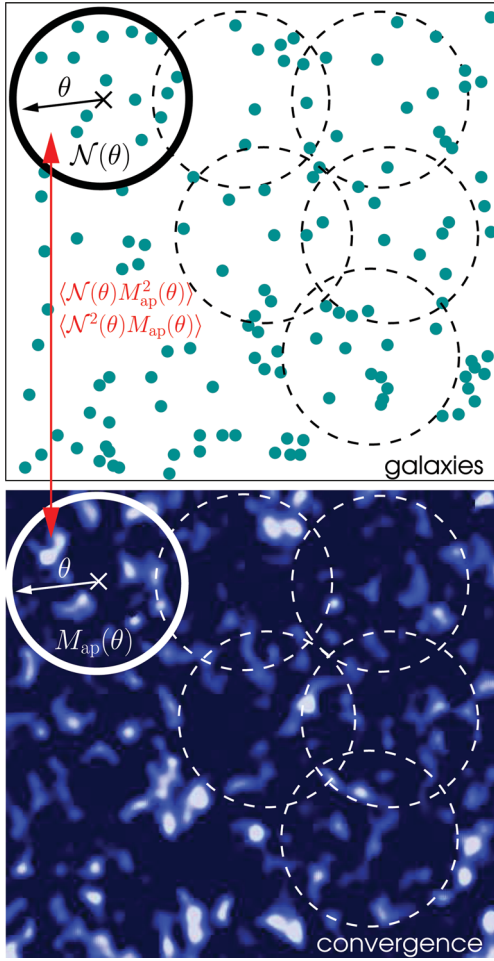 θ
𝒩(θ)
⟨𝒩(θ)M²ₐₚ(θ)⟩
⟨𝒩²(θ)Mₐₚ(θ)⟩
galaxies
θ
Mₐₚ(θ)
convergence